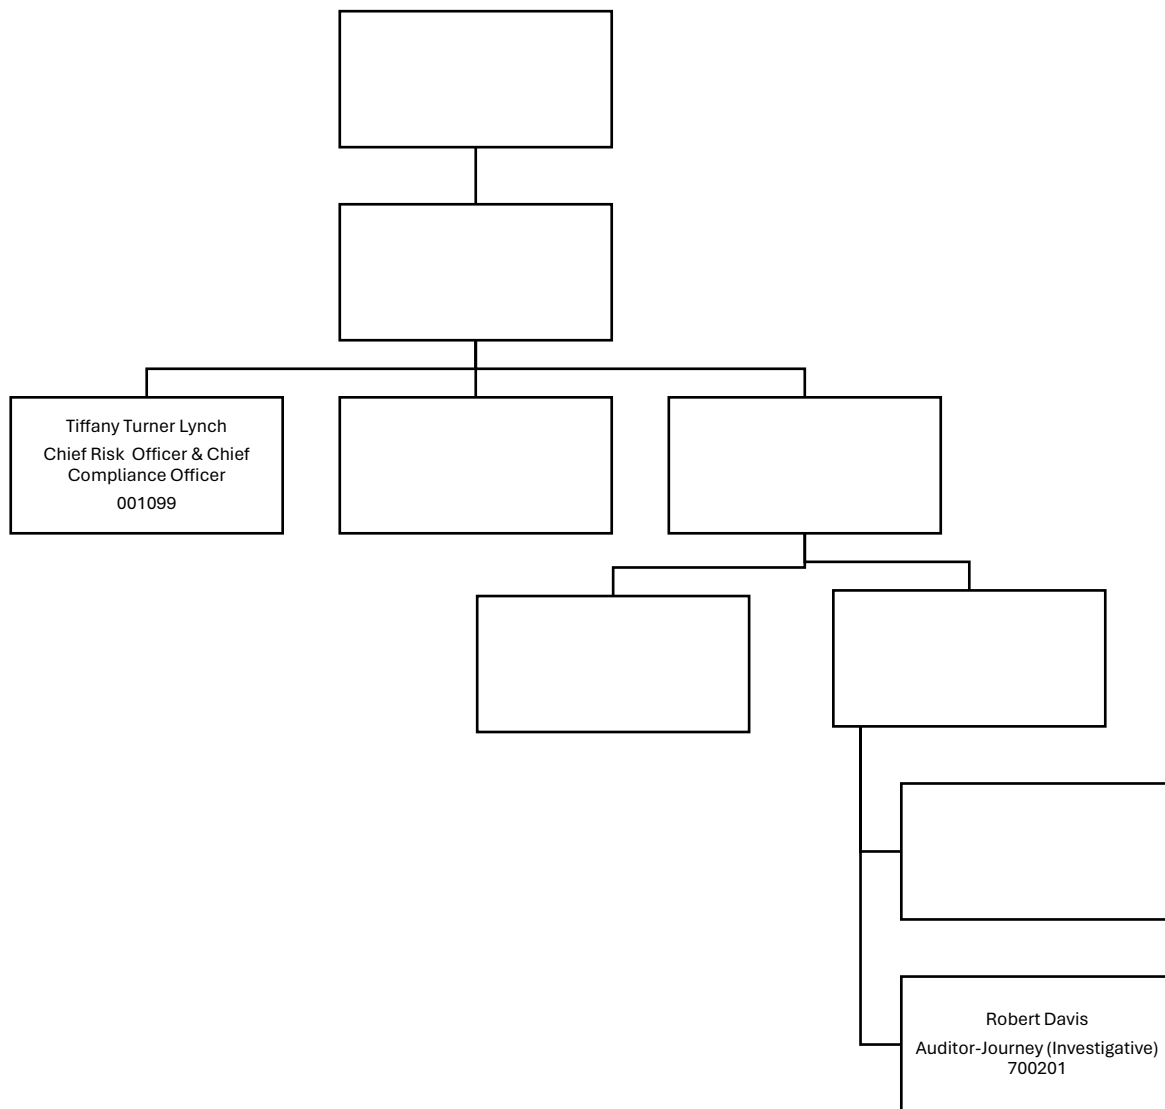 Tiffany Turner Lynch
Chief Risk Officer & Chief
Compliance Officer
001099
Robert Davis
Auditor-Journey (Investigative)
700201